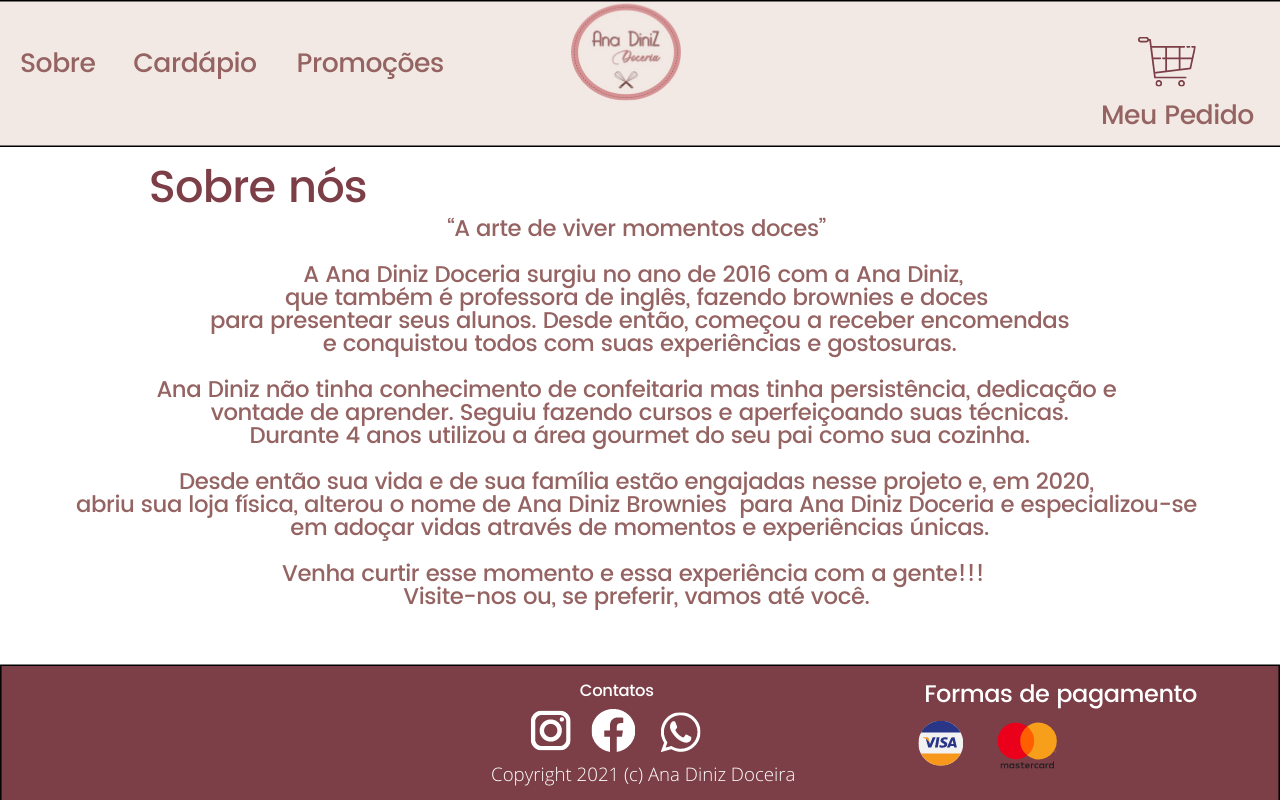 Sobre
Cardápio
Promoções
Ana DiniZ
Doceria
Meu Pedido
Sobre nós
“A arte de viver momentos doces”
A Ana Diniz Doceria surgiu no ano de 2016 com a Ana Diniz,
que também é professora de inglês, fazendo brownies e doces
para presentear seus alunos. Desde então, começou a receber encomendas
e conquistou todos com suas experiências e gostosuras.
Ana Diniz não tinha conhecimento de confeitaria mas tinha persistência, dedicação e
vontade de aprender. Seguiu fazendo cursos e aperfeiçoando suas técnicas.
Durante 4 anos utilizou a área gourmet do seu pai como sua cozinha.
Desde então sua vida e de sua família estão engajadas nesse projeto e, em 2020,
abriu sua loja física, alterou o nome de Ana Diniz Brownies  para Ana Diniz Doceria e especializou-se
em adoçar vidas através de momentos e experiências únicas.
Venha curtir esse momento e essa experiência com a gente!!!
Visite-nos ou, se preferir, vamos até você.
Contatos
Formas de pagamento
VISA
mastercard
Copyright 2021 (c) Ana Diniz Doceira